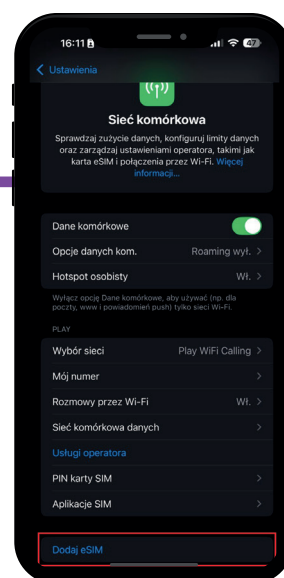 16:11
47
Ustawienia
Sieć komórkowa
Sprawdzaj zużycie danych, konfiguruj limity danych
oraz zarządzaj ustawieniami operatora, takimi jak
karta eSIM i połączenia przez Wi-Fi. Więcej
informacji...
Dane komórkowe
Opcje danych kom. Roaming wył.
Hotspot osobisty Wł.
Wyłącz opcję Dane komórkowe, aby używać (np. dla
poczty, www i powiadomień push) tylko sieci Wi-Fi.
PLAY
Wybór sieci Play WiFi Calling
Mój numer
Rozmowy przez Wi-Fi Wł.
Sieć komórkowa danych
Usługi operatora
PIN karty SIM
Aplikacje SIM
Dodaj eSIM